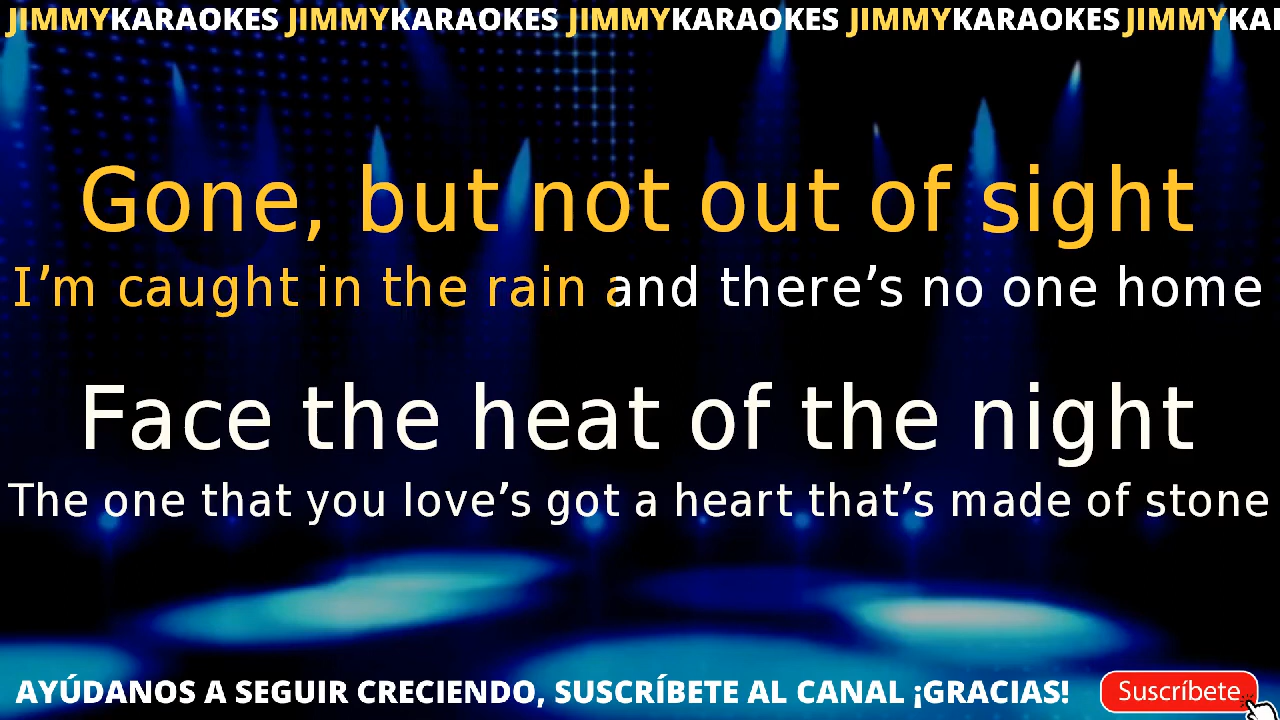 JIMMYKARAOKES JIMMYKARAOKES JIMMYKARAOKES JIMMYKARAOKES JIMMYKA
Gone, but not out of sight
I’m caught in the rain and there’s no one home
Face the heat of the night
The one that you love’s got a heart that’s made of stone
AYÚDANOS A SEGUIR CRECIENDO, SUSCRÍBETE AL CANAL ¡GRACIAS!
Suscríbete